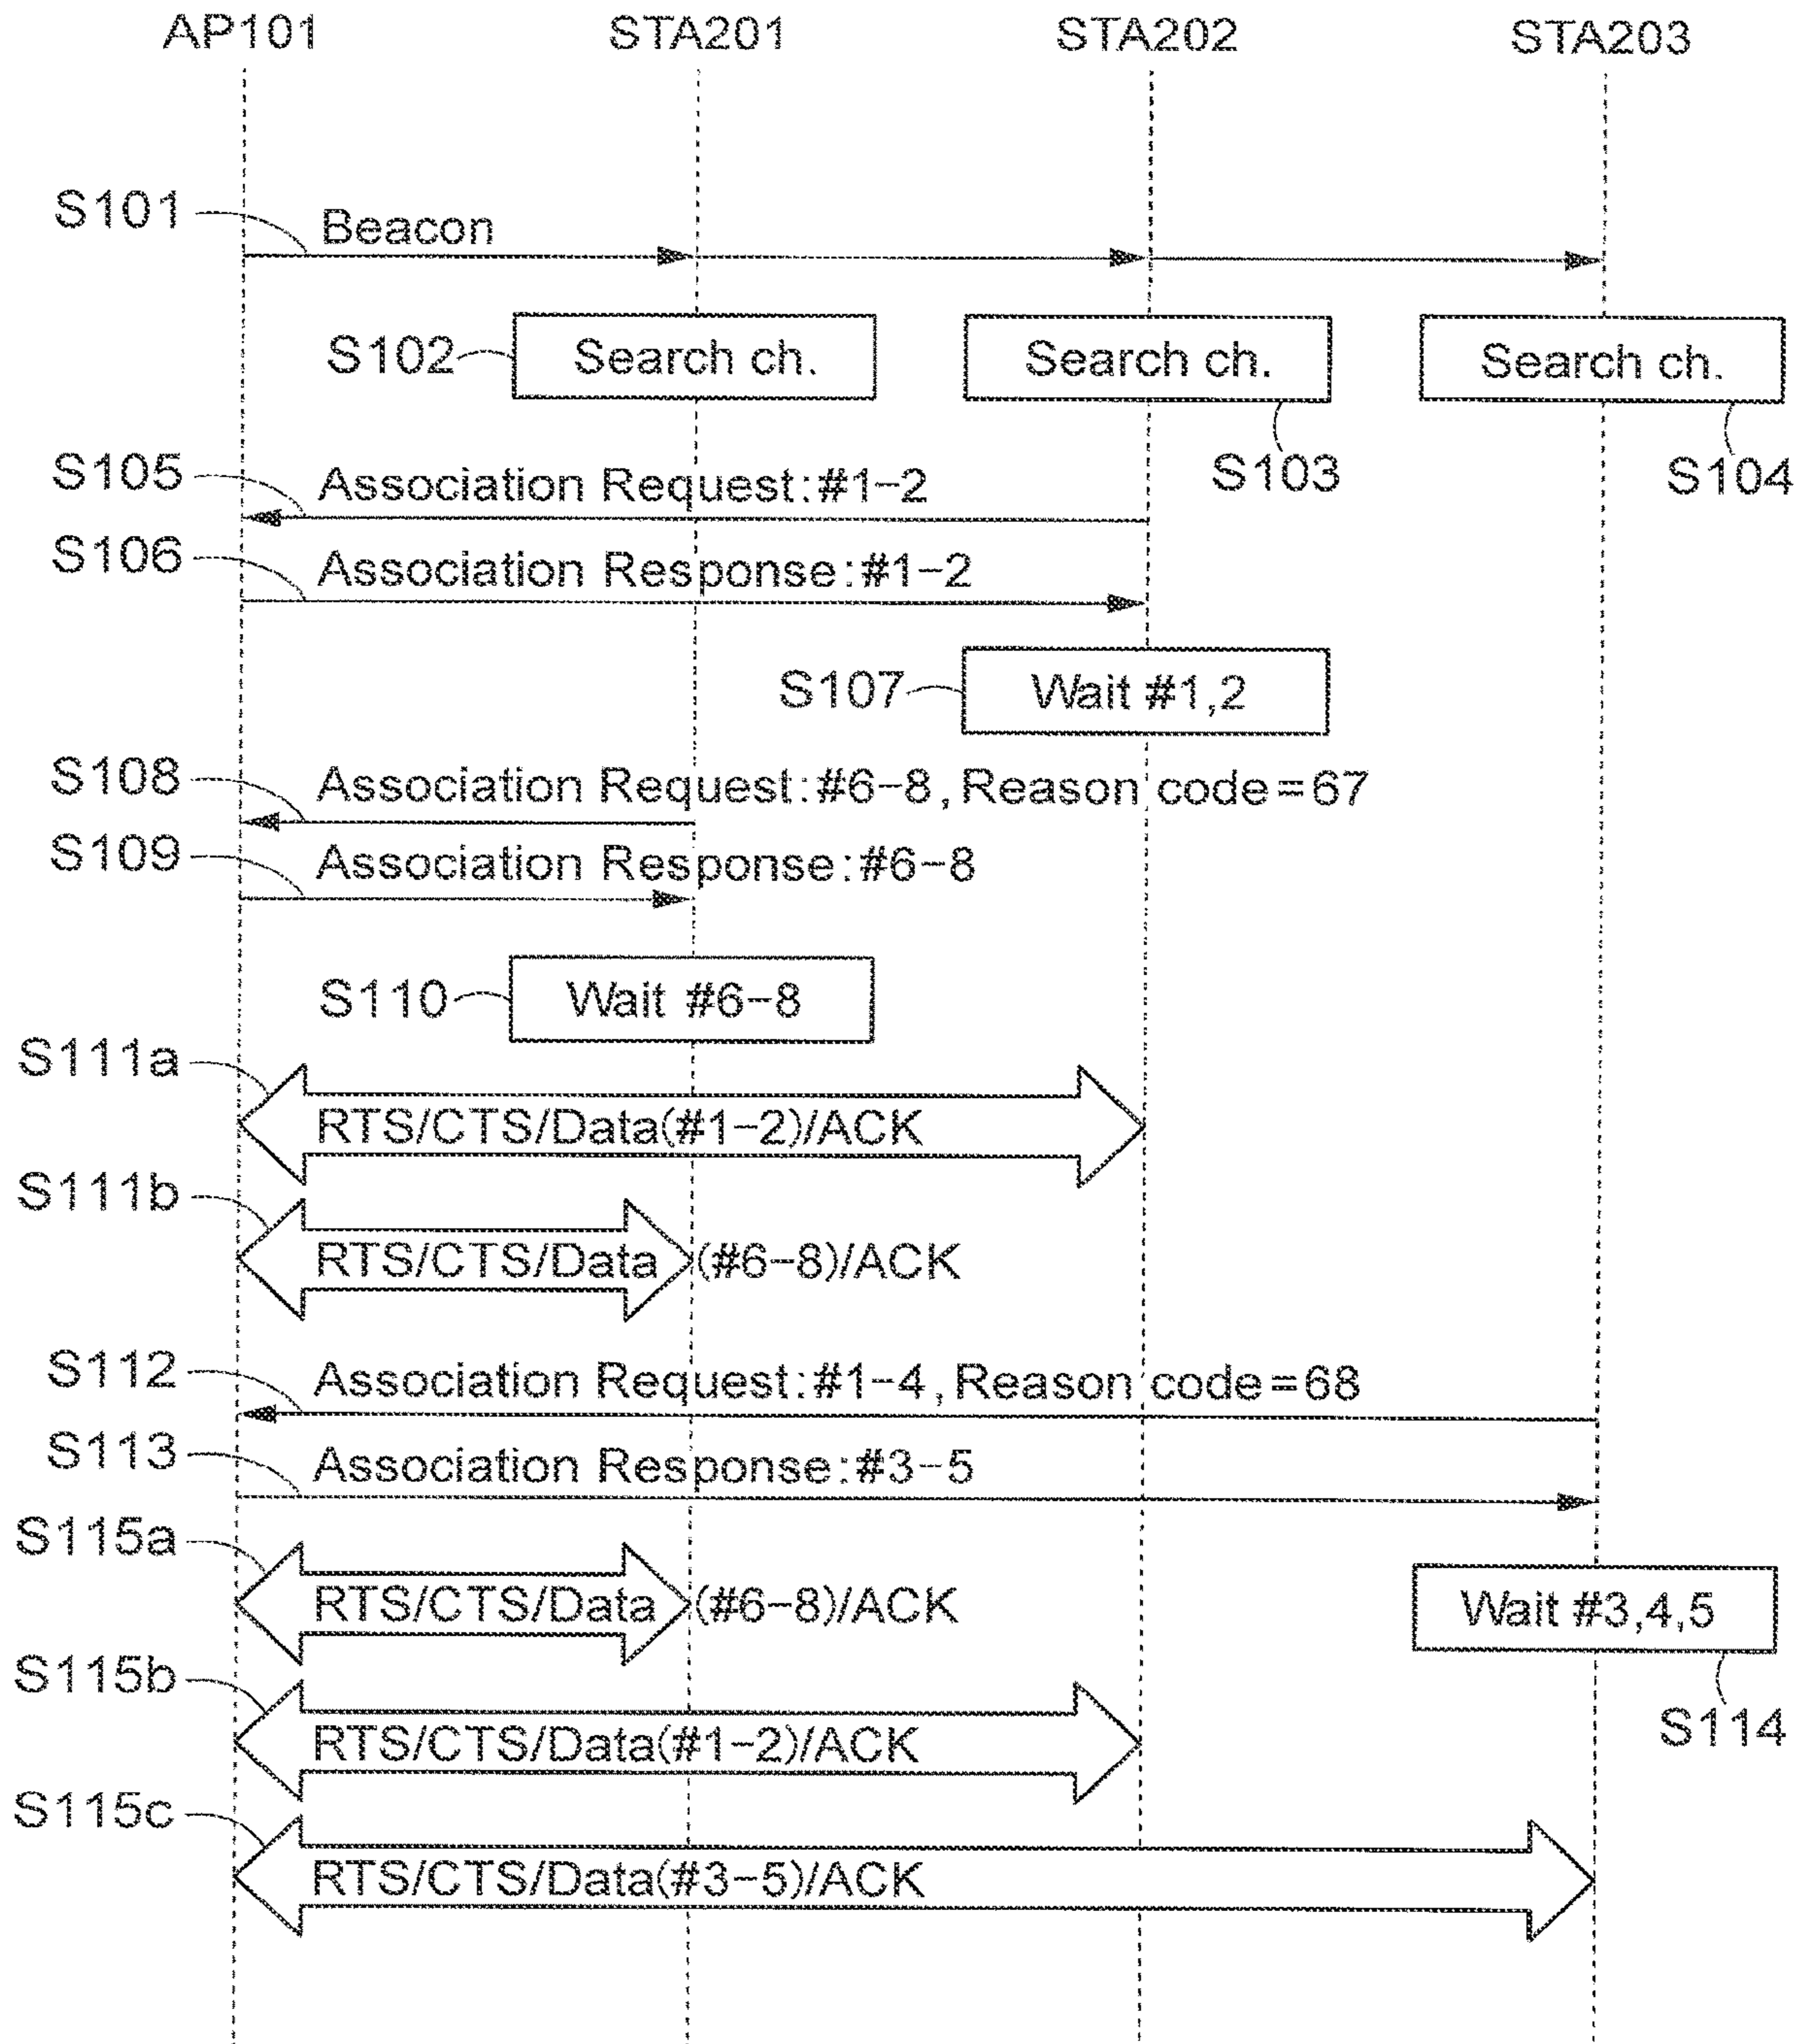 AP101 STA201 STA202 STA203
S101 Beacon
S102 Search ch. Search ch. Search ch.
S103 S104
S105 Association Request:#1-2
S106 Association Response:#1-2
S107 Wait #1,2
S108 Association Request:#6-8,Reason code=67
S109 Association Response:#6-8
S110 Wait #6-8
S111a RTS/CTS/Data(#1-2)/ACK
S111b RTS/CTS/Data (#6-8)/ACK
S112 Association Request:#1-4,Reason code=68
S113 Association Response:#3-5
S115a RTS/CTS/Data (#6-8)/ACK Wait #3,4,5
S115b RTS/CTS/Data(#1-2)/ACK S114
S115c RTS/CTS/Data(#3-5)/ACK